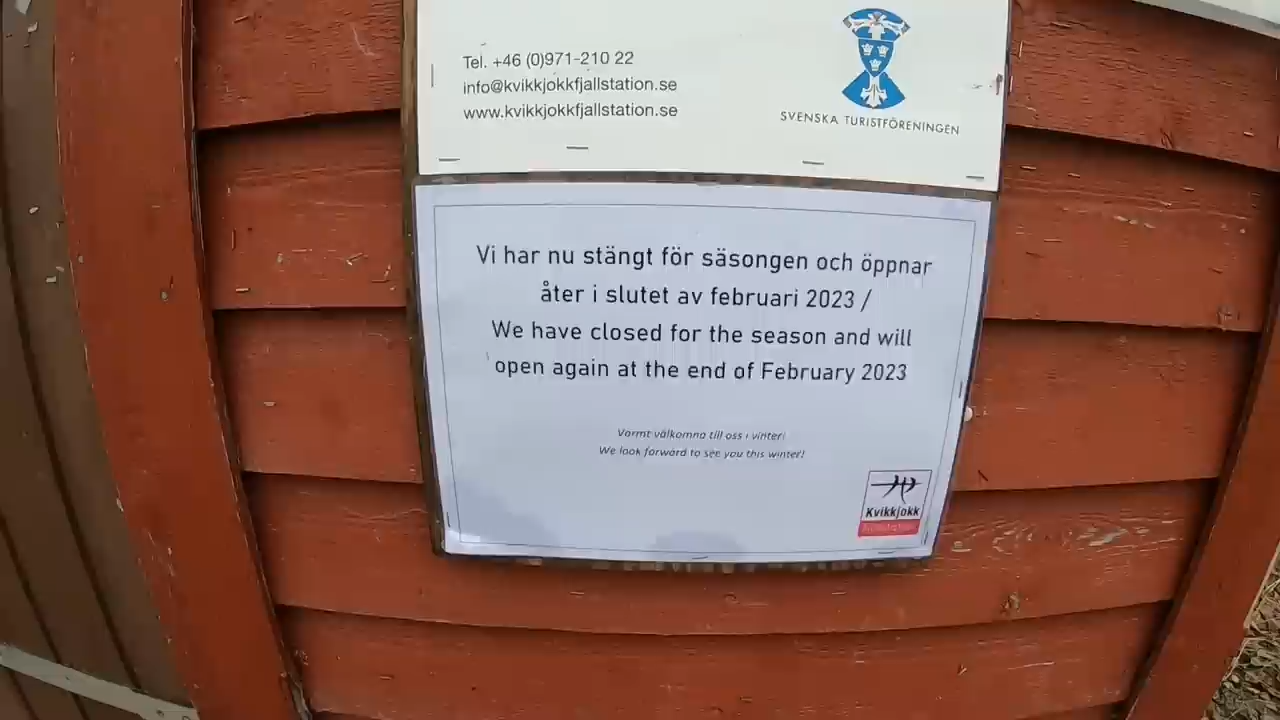 Tel. +46 (0)971-210 22
info@kvikkjokkfjallstation.se
www.kvikkjokkfjallstation.se
SVENSKA TURISTFÖRENINGEN
Vi har nu stängt för säsongen och öppnar
åter i slutet av februari 2023 /
We have closed for the season and will
open again at the end of February 2023
Varmt välkomna till oss i vinter!
We look forward to see you this winter!
Kvikkjokk